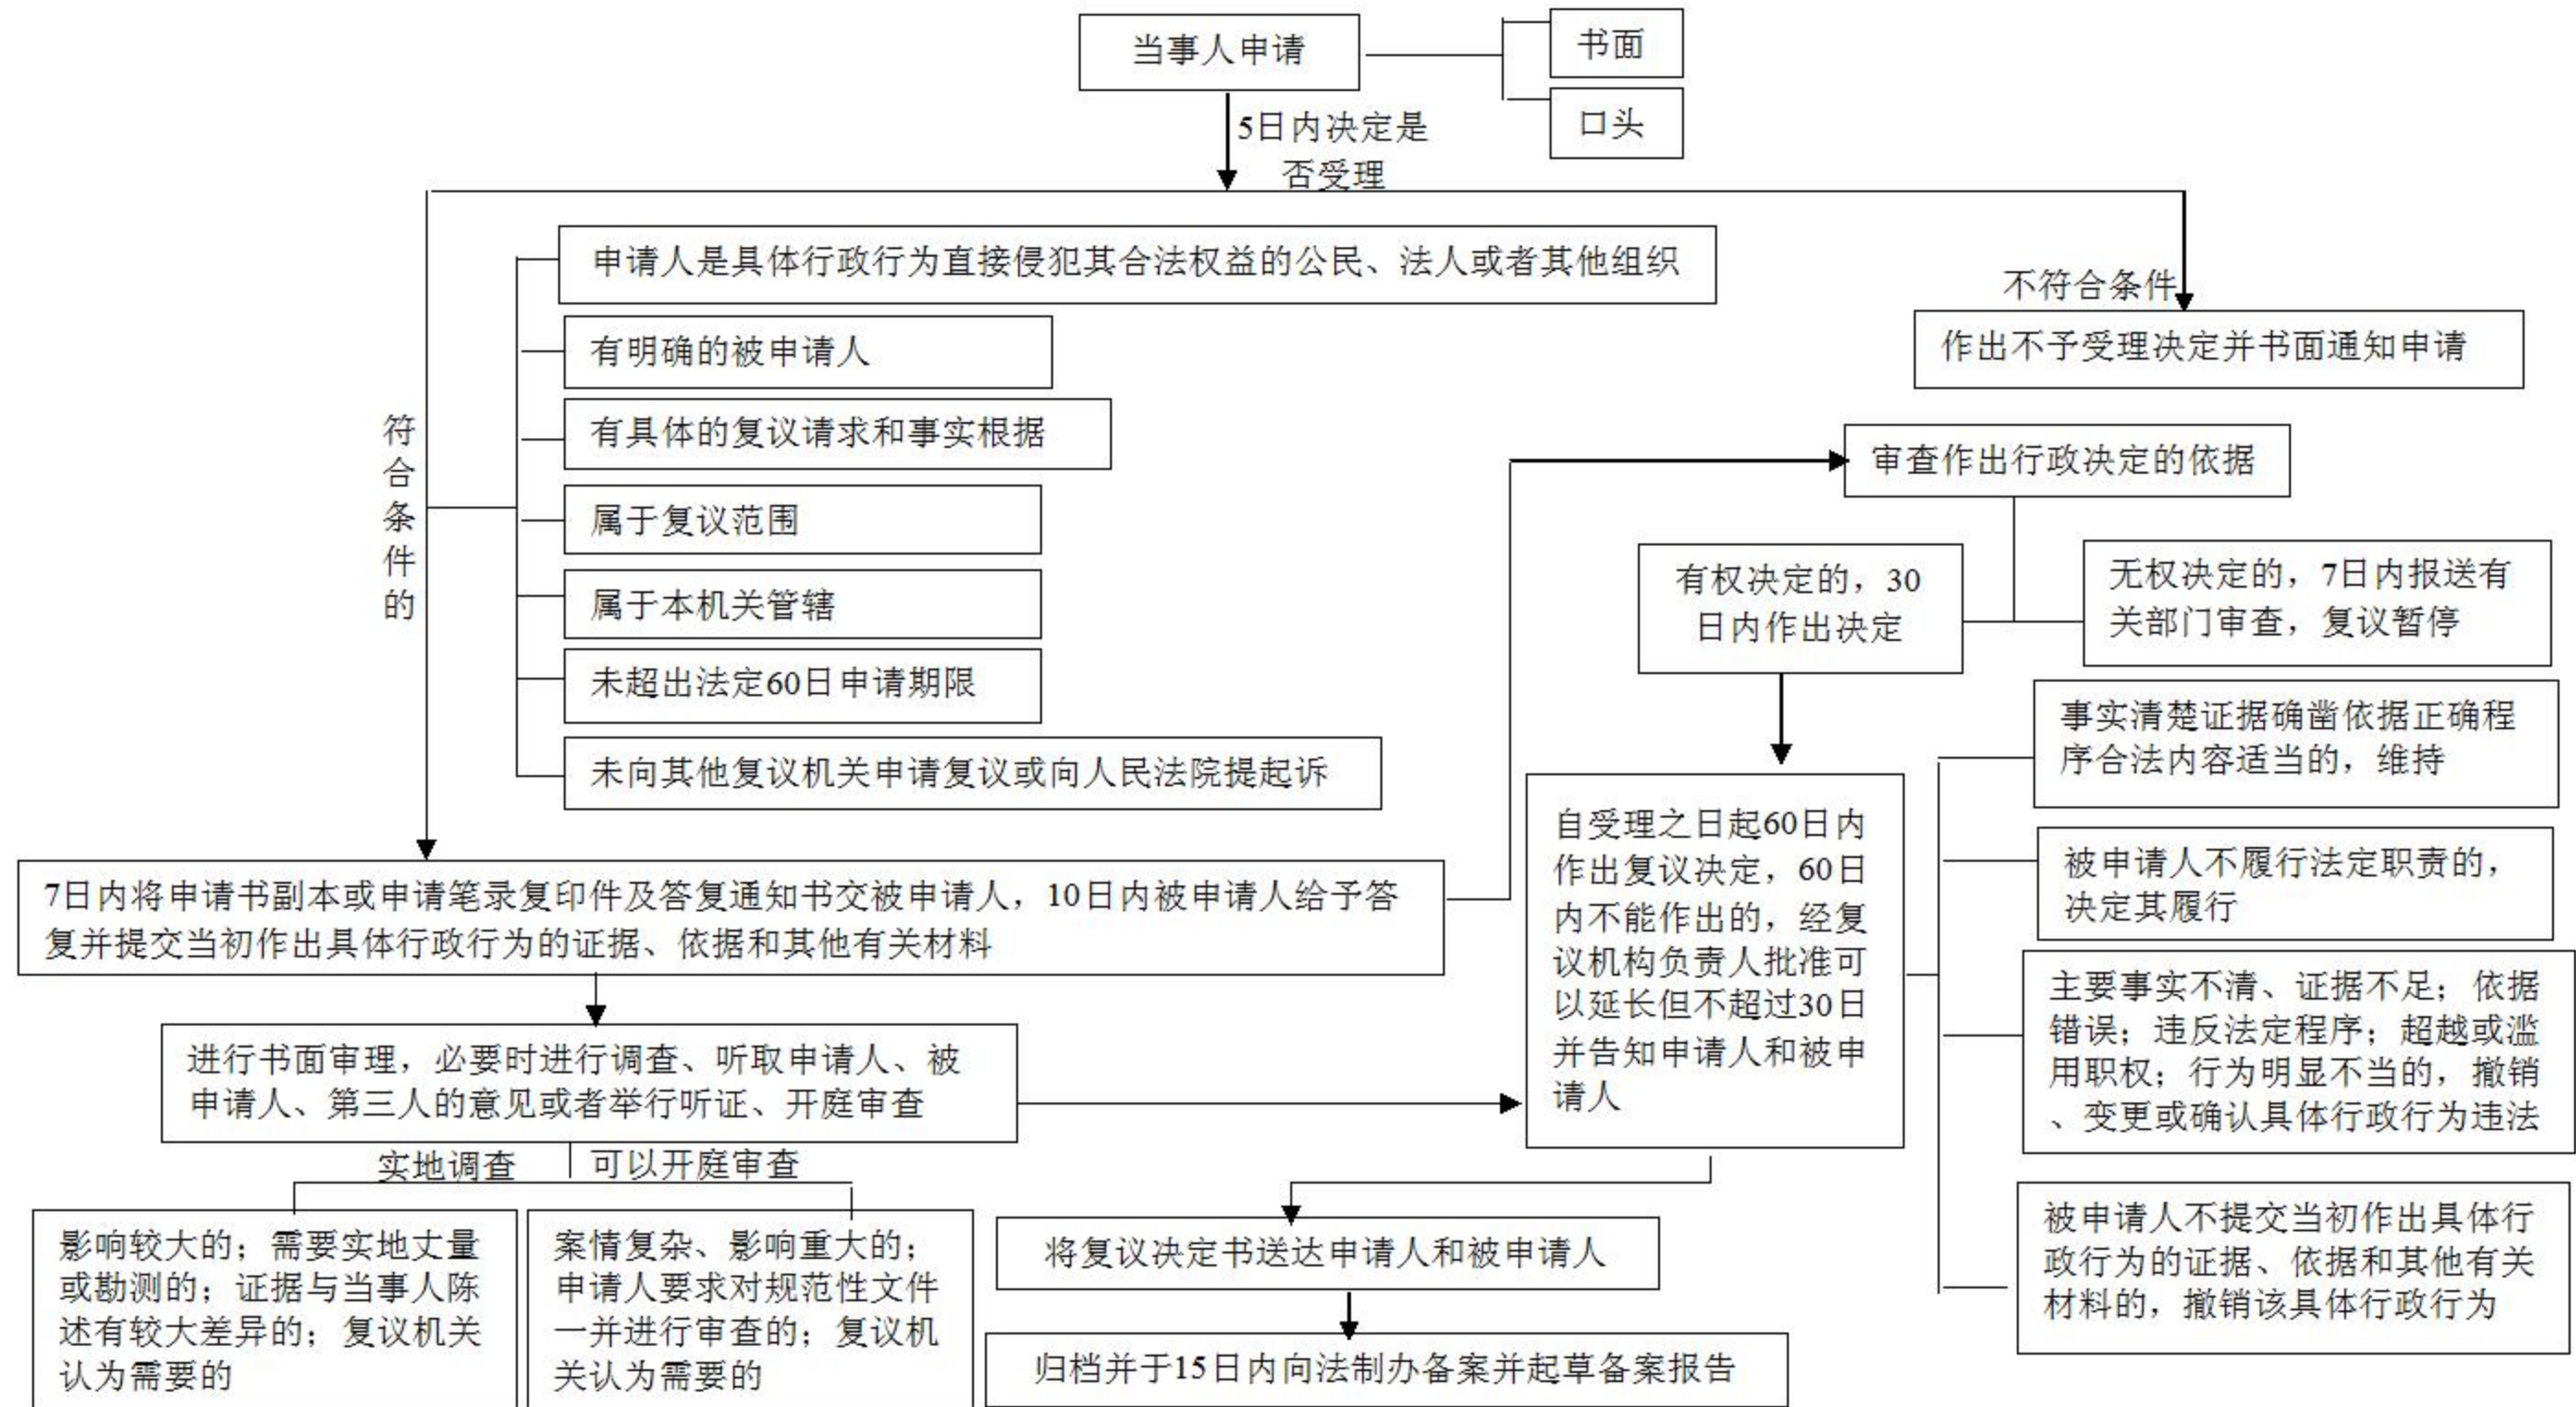 当事人申请
书面
口头
5日内决定是
否受理
申请人是具体行政行为直接侵犯其合法权益的公民、法人或者其他组织
不符合条件
作出不予受理决定并书面通知申请
有明确的被申请人
有具体的复议请求和事实根据
属于复议范围
属于本机关管辖
未超出法定60日申请期限
未向其他复议机关申请复议或向人民法院提起诉
符
合
条
件
的
审查作出行政决定的依据
有权决定的，30
日内作出决定
无权决定的，7日内报送有
关部门审查，复议暂停
事实清楚证据确凿依据正确程
序合法内容适当的，维持
被申请人不履行法定职责的，
决定其履行
主要事实不清、证据不足；依据
错误；违反法定程序；超越或滥
用职权；行为明显不当的，撤销
、变更或确认具体行政行为违法
被申请人不提交当初作出具体行
政行为的证据、依据和其他有关
材料的，撤销该具体行政行为
自受理之日起60日内
作出复议决定，60日
内不能作出的，经复
议机构负责人批准可
以延长但不超过30日
并告知申请人和被申
请人
7日内将申请书副本或申请笔录复印件及答复通知书交被申请人，10日内被申请人给予答
复并提交当初作出具体行政行为的证据、依据和其他有关材料
进行书面审理，必要时进行调查、听取申请人、被
申请人、第三人的意见或者举行听证、开庭审查
实地调查
可以开庭审查
影响较大的；需要实地丈量
或勘测的；证据与当事人陈
述有较大差异的；复议机关
认为需要的
案情复杂、影响重大的；
申请人要求对规范性文件
一并进行审查的；复议机
关认为需要的
将复议决定书送达申请人和被申请人
归档并于15日内向法制办备案并起草备案报告